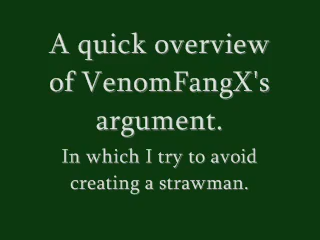 A quick overview
of VenomFangX's
argument.
In which I try to avoid
creating a strawman.